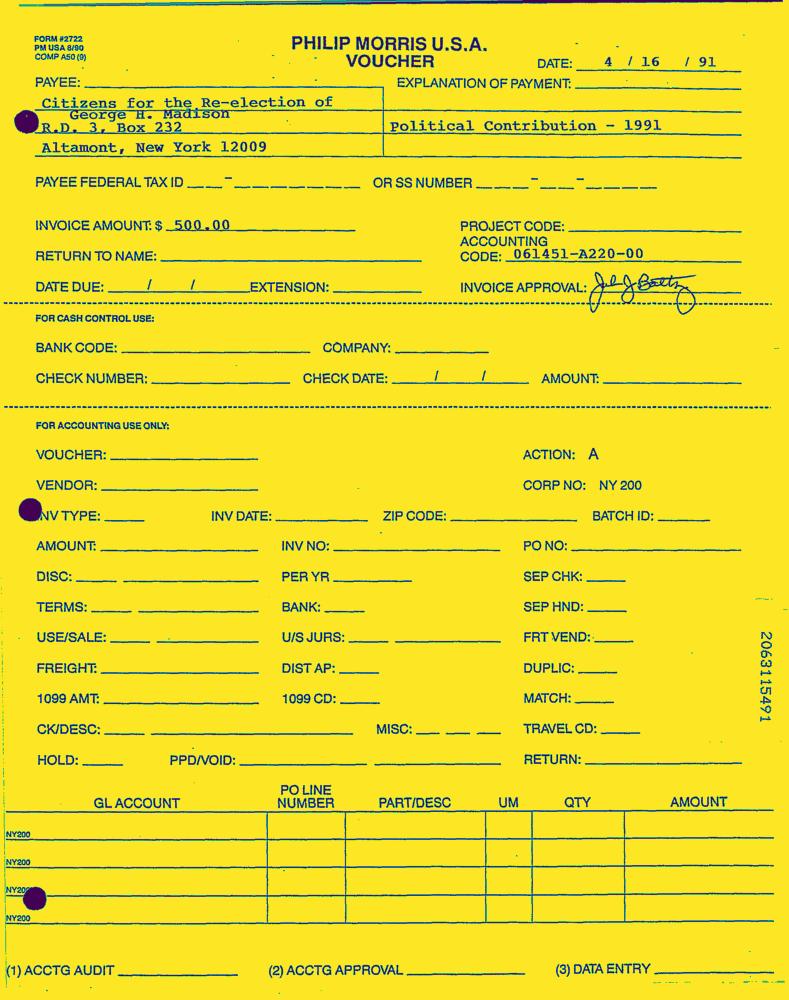 FORM #2722
PM USA 8/90
COMP A50 (9)
PHILIP MORRIS U.S.A.
VOUCHER
DATE: 4 / 16 / 91
PAYEE: EXPLANATION OF PAYMENT:
Citizens for the Re-election of
George H. Madison
R.D. 3, Box 232 Political Contribution - 1991
Altamont, New York 12009
PAYEE FEDERAL TAX ID - OR SS NUMBER - -
INVOICE AMOUNT: $ 500.00 PROJECT CODE:
ACCOUNTING
RETURN TO NAME: CODE: 061451-A220-00
DATE DUE: / / EXTENSION: INVOICE APPROVAL:
FOR CASH CONTROL USE:
BANK CODE: COMPANY:
CHECK NUMBER: CHECK DATE: / / AMOUNT:
FOR ACCOUNTING USE ONLY:
VOUCHER: ACTION: A
VENDOR: CORP NO: NY 200
NV TYPE: INV DATE: ZIP CODE: BATCH ID:
AMOUNT: INV NO: PO NO:
DISC: PER YR SEP CHK:
TERMS: BANK: SEP HND:
USE/SALE: U/S JURS: FRT VEND:
FREIGHT: DIST AP: DUPLIC:
1099 AMT: 1099 CD: MATCH:
CK/DESC: MISC: TRAVEL CD:
HOLD: PPD/VOID: RETURN:
2063115491
PO LINE
GL ACCOUNT NUMBER PART/DESC UM QTY AMOUNT
NY200
NY200
NY200
NY200
(1) ACCTG AUDIT (2) ACCTG APPROVAL (3) DATA ENTRY